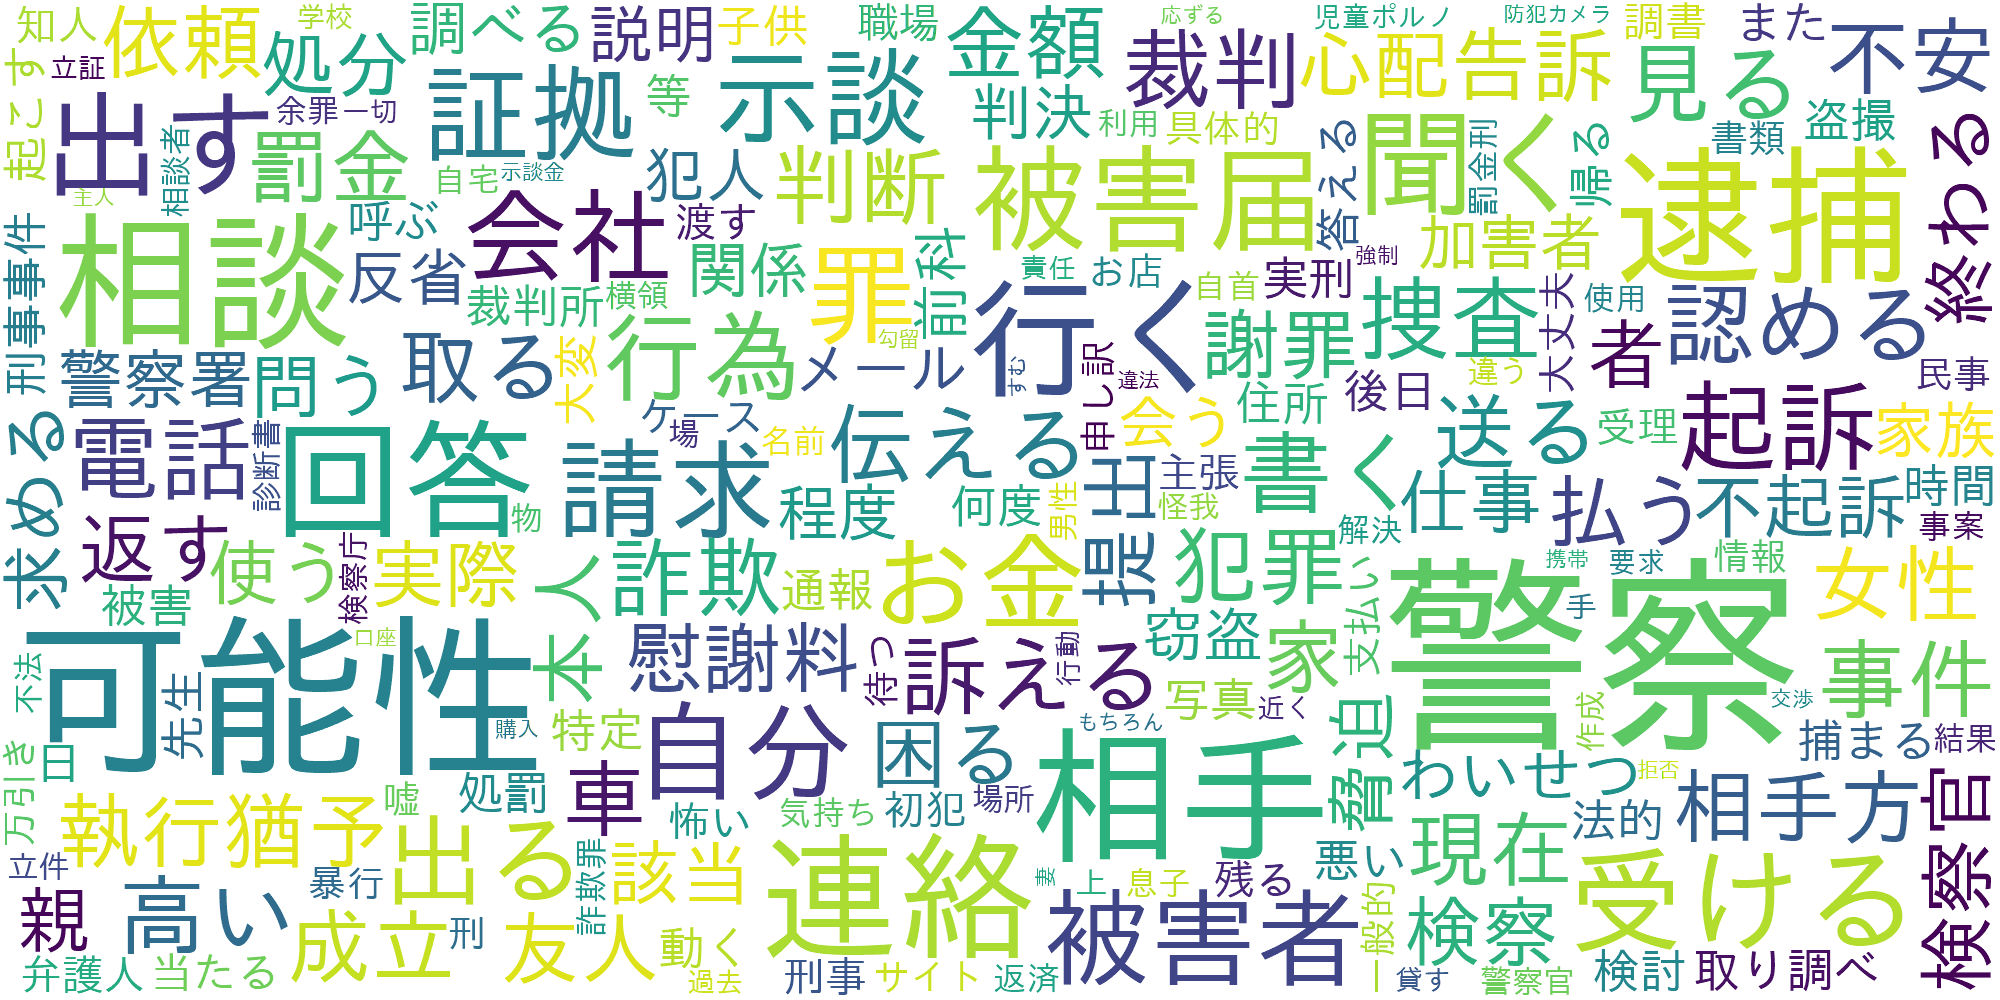 知人
依頼
学校
処分
調べる
説明
子供
職場
金額
応ずる
裁判
児童ポルノ
心配
防犯カメラ
告訴
調書
また
見る
不安
起こす
立証
出す
余罪
一切
証拠
等
示談
判決
利用
具体的
盗撮
書類
罰金
相談者
自宅
示談金
犯人
判断
被害届
聞く
答える
罰金刑
帰る
逮捕
終わる
主人
相談
呼ぶ
反省
会社
渡す
関係
罪
前科
責任
お店
自首
実刑
強制
加害者
刑事事件
裁判所
横領
行為
勾留
行く
謝罪
捜査
大丈夫
使用
認める
警察署
問う
取る
大変
メール
すむ
申し訳
違法
後日
違う
者
民事
求める
電話
診断書
回答
ケース
場
名前
伝える
会う
住所
書く
送る
受理
起訴
家族
請求
程度
何度
男性
提出
主張
怪我
解決
仕事
払う
不起訴
時間
事案
返す
使う
検察庁
実際
物
本人
詐欺
通報
お金
犯罪
支払い
携帯
要求
情報
女性
被害
手
可能性
口座
慰謝料
待つ
訴える
行動
窃盗
家
警察
事件
不法
先生
購入
特定
自分
困る
もちろん
写真
近く
脅迫
作成
交渉
捕まる
結果
万引き
日
嘘
処罰
車
怖い
気持ち
初犯
場所
相手
わいせつ
拒否
相手方
検察官
執行猶予
出る
詐欺罪
該当
連絡
妻
上
息子
残る
悪い
現在
法的
受ける
立件
親
高い
暴行
成立
刑
友人
動く
被害者
一般的
検察
弁護人
当たる
過去
刑事
サイト
返済
貸す
警察官
検討
取り調べ